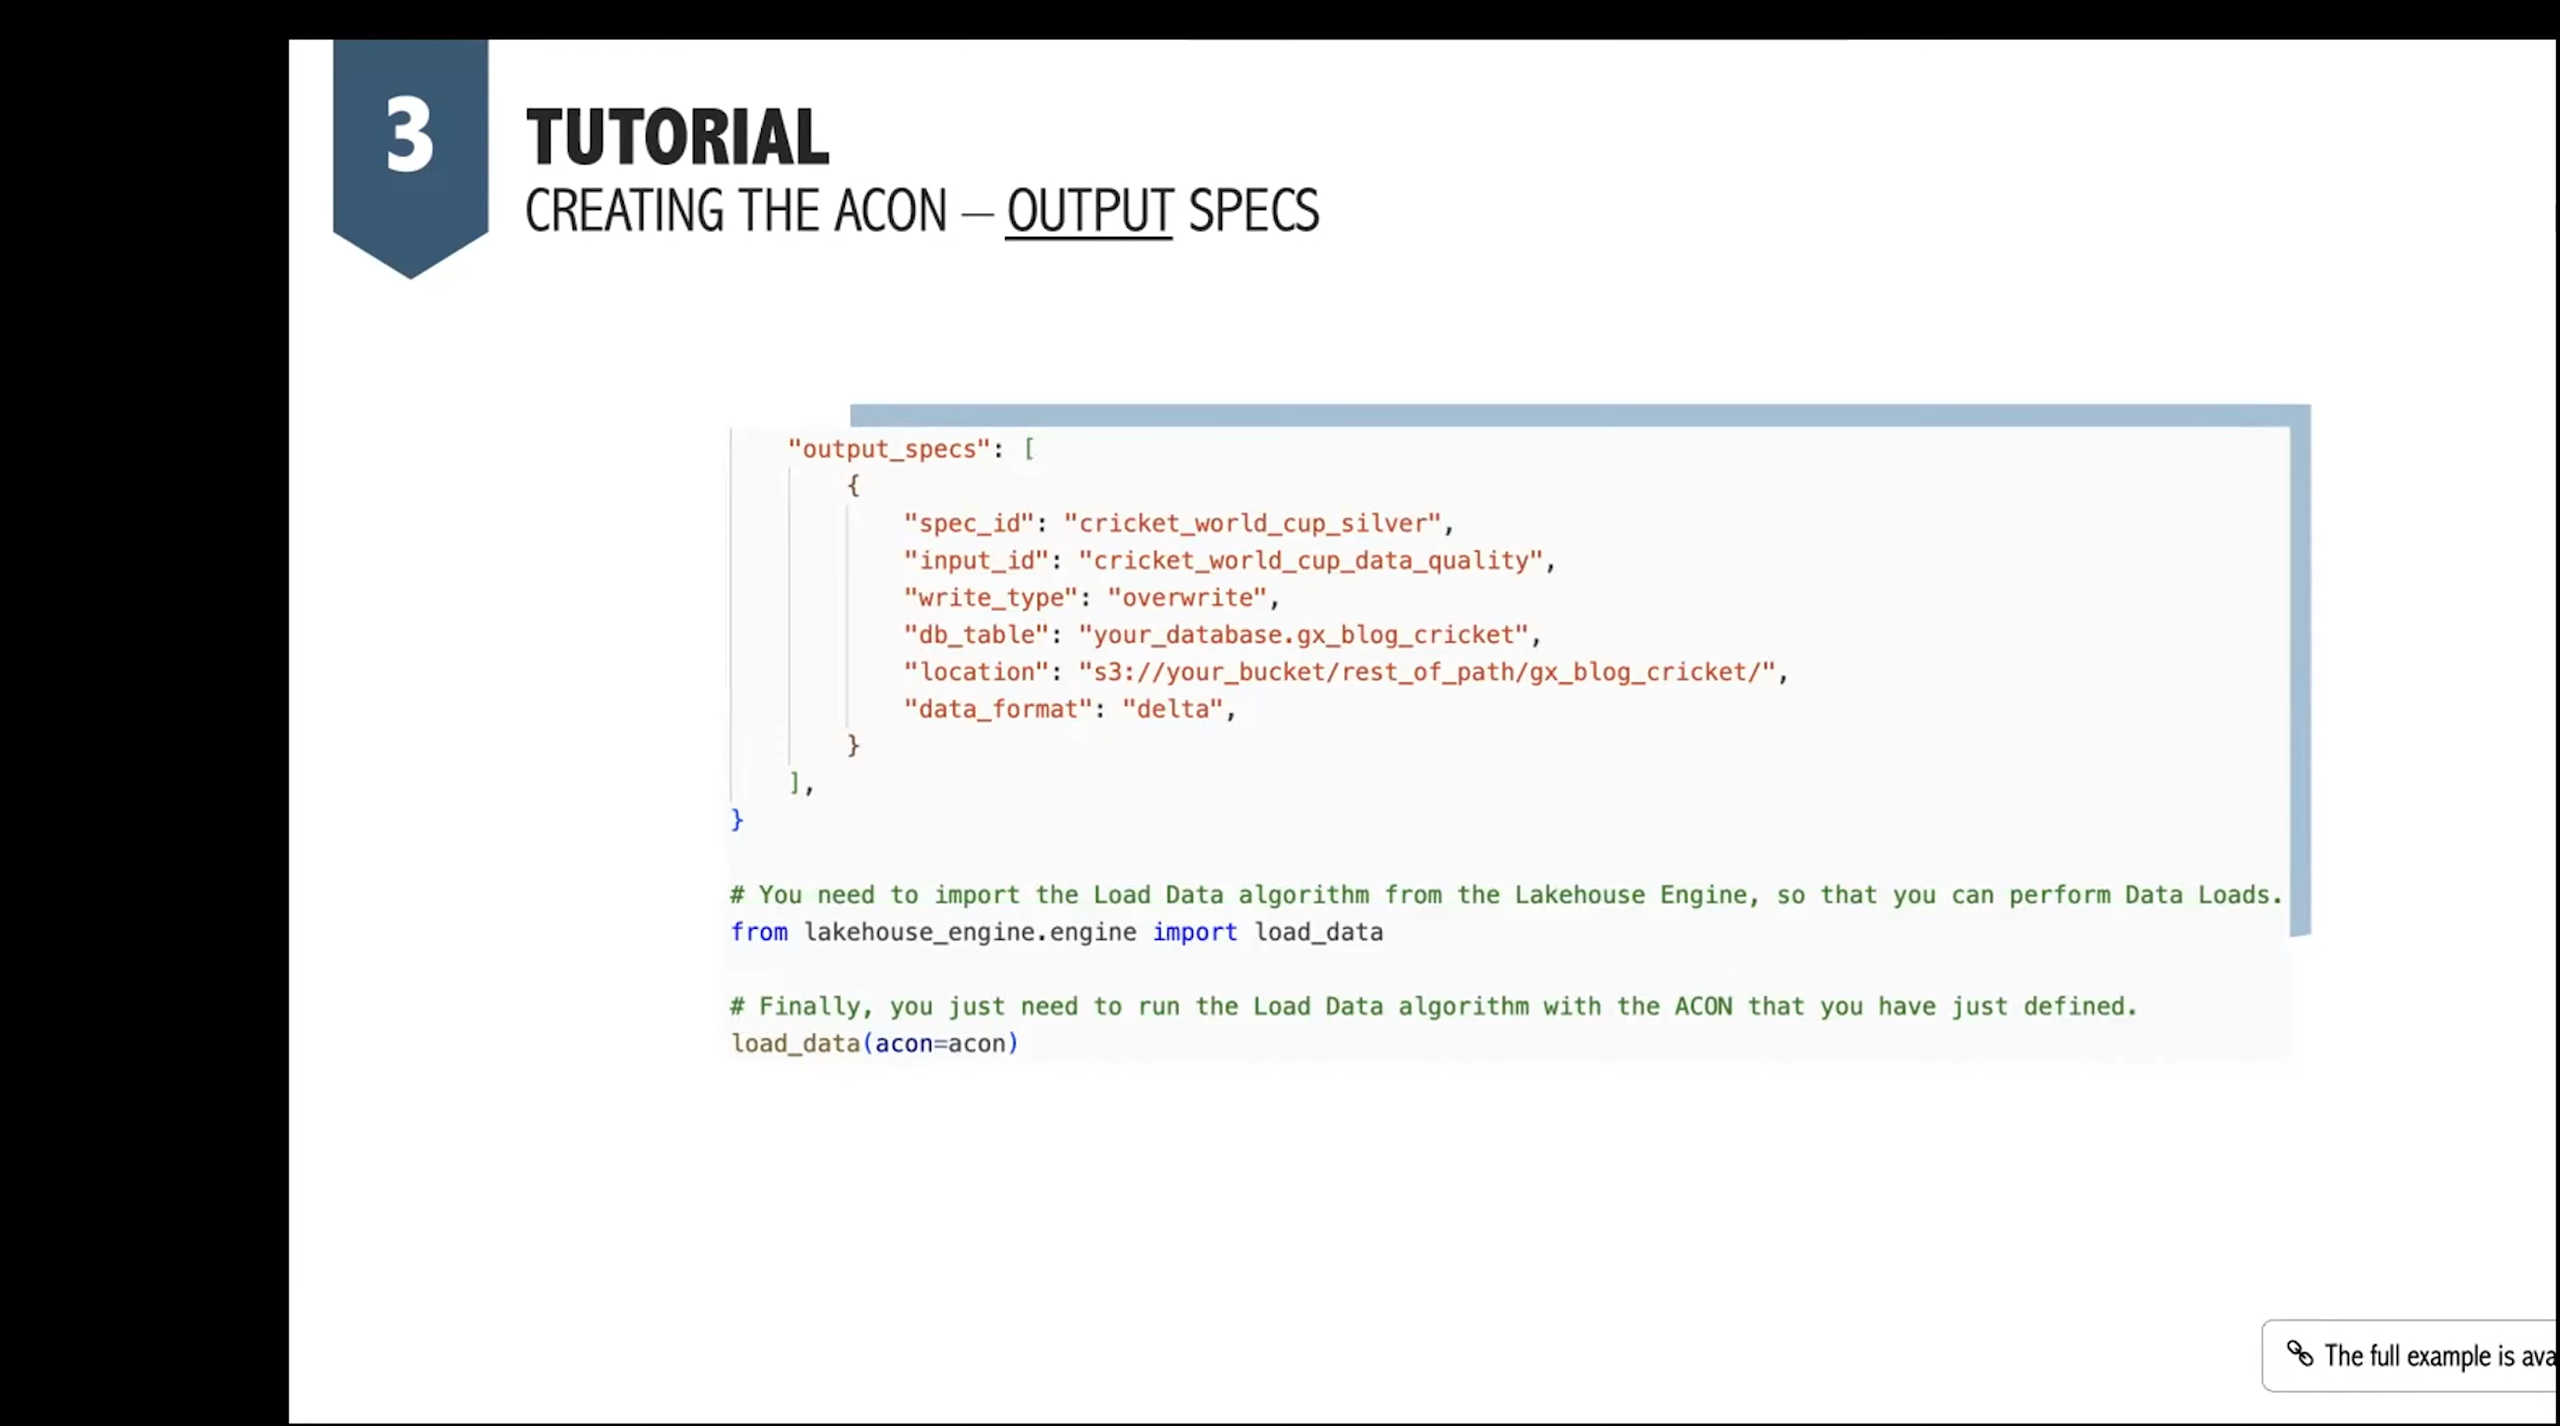 3
TUTORIAL
CREATING THE ACON — OUTPUT SPECS
"output_specs": [
{
"spec_id": "cricket_world_cup_silver",
"input_id": "cricket_world_cup_data_quality",
"write_type": "overwrite",
"db_table": "your_database.gx_blog_cricket",
"location": "s3://your_bucket/rest_of_path/gx_blog_cricket/",
"data_format": "delta",
}
],
}
# You need to import the Load Data algorithm from the Lakehouse Engine, so that you can perform Data Loads.
from lakehouse_engine.engine import load_data
# Finally, you just need to run the Load Data algorithm with the ACON that you have just defined.
load_data(acon=acon)
The full example is ava